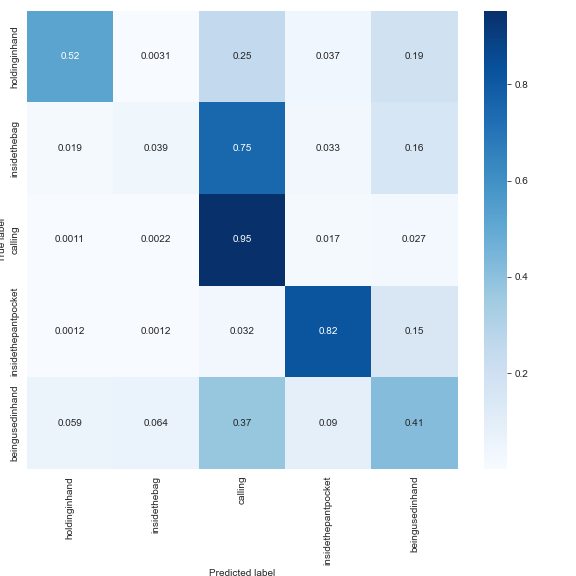 holdinginhand 0.52 0.0031 0.25 0.037 0.19
insidethebag 0.019 0.039 0.75 0.033 0.16
calling 0.0011 0.0022 0.95 0.017 0.027
insidethepantpocket 0.0012 0.0012 0.032 0.82 0.15
beingusedinhand 0.059 0.064 0.37 0.09 0.41
True label
holdinginhand insidethebag calling insidethepantpocket beingusedinhand
Predicted label
0.8
0.6
0.4
0.2